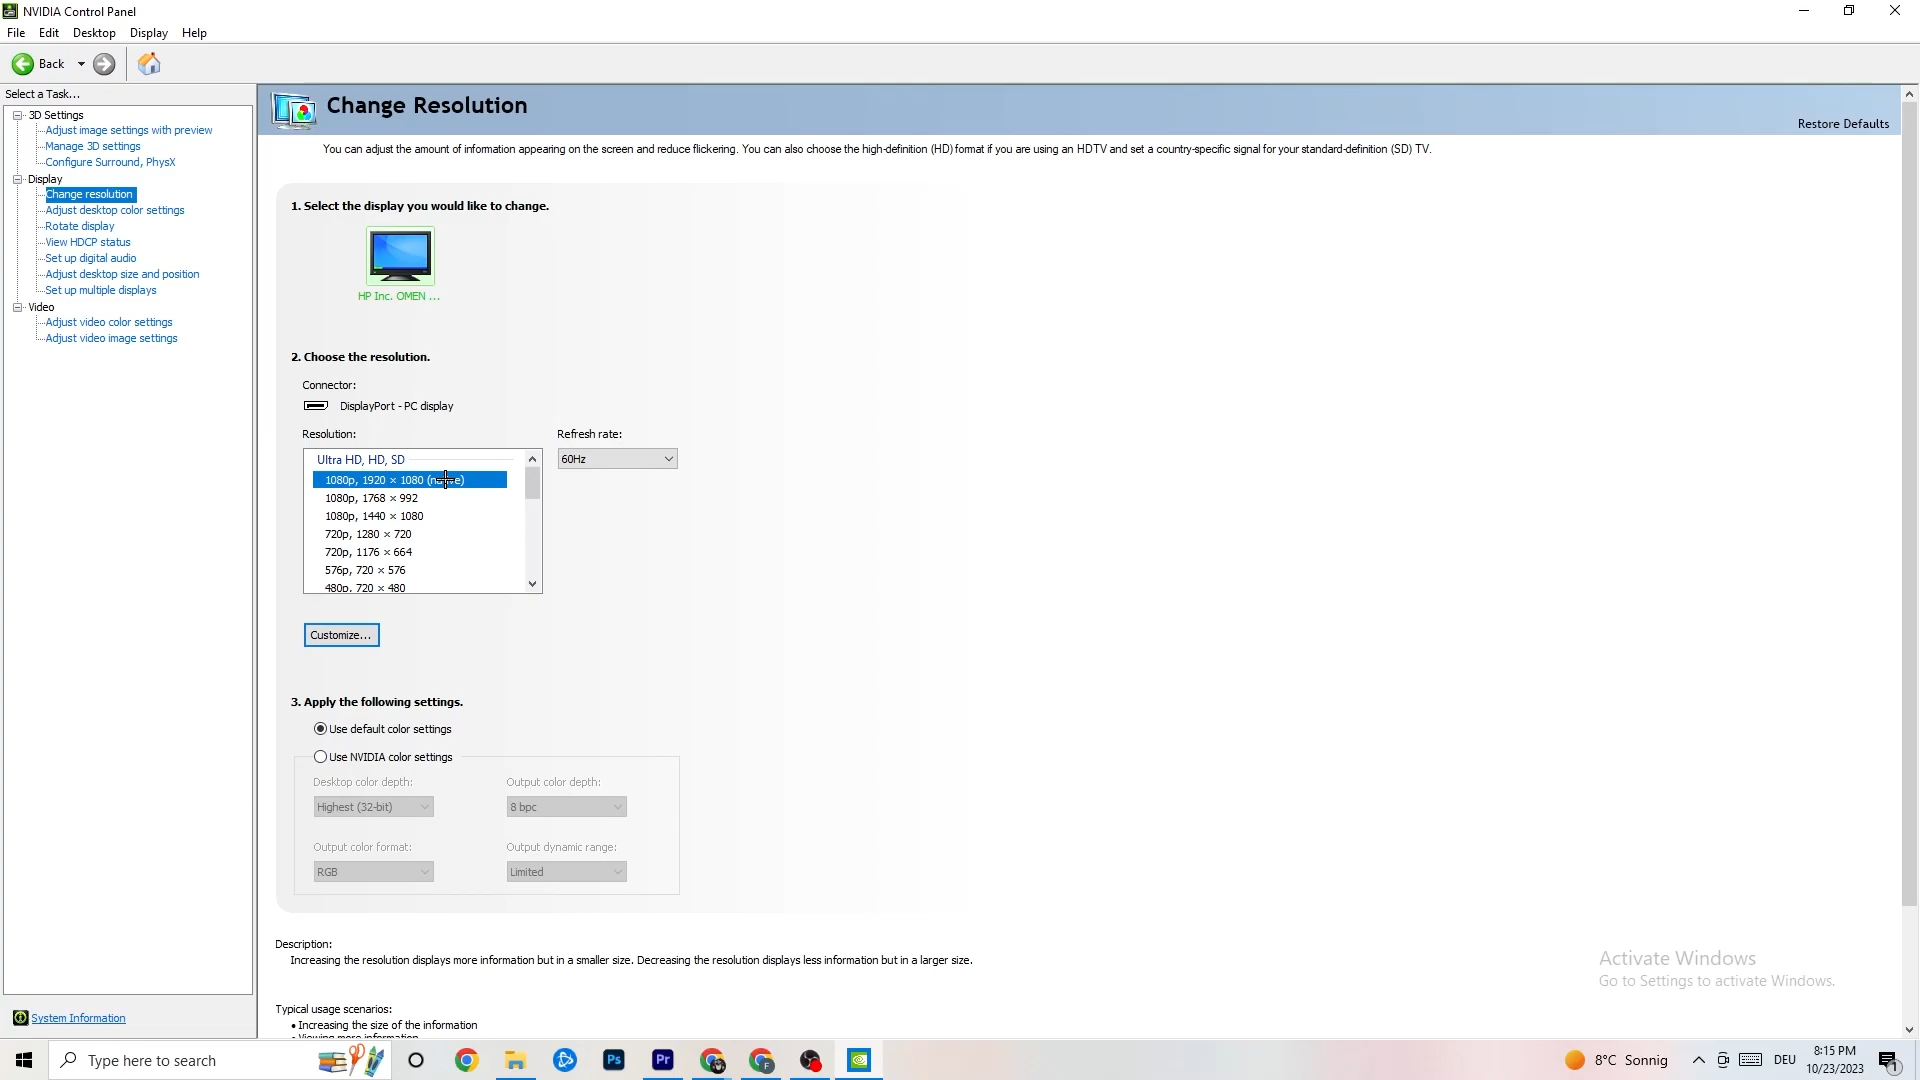 NVIDIA Control Panel
File Edit Desktop Display Help
Back
Select a Task...
3D Settings
Adjust image settings with preview
Manage 3D settings
Configure Surround, PhysX
Display
Change resolution
Adjust desktop color settings
Rotate display
View HDCP status
Set up digital audio
Adjust desktop size and position
Set up multiple displays
Video
Adjust video color settings
Adjust video image settings
System Information
Change Resolution
Restore Defaults
You can adjust the amount of information appearing on the screen and reduce flickering. You can also choose the high-definition (HD) format if you are using an HDTV and set a country-specific signal for your standard-definition (SD) TV.
1. Select the display you would like to change.
HP Inc. OMEN ...
2. Choose the resolution.
Connector:
DisplayPort - PC display
Resolution:
Refresh rate:
60Hz
Ultra HD, HD, SD
1080p, 1920 × 1080 (native)
1080p, 1768 × 992
1080p, 1440 × 1080
720p, 1280 × 720
720p, 1176 × 664
576p, 720 × 576
480p, 720 × 480
Customize...
3. Apply the following settings.
Use default color settings
Use NVIDIA color settings
Desktop color depth:
Output color depth:
Highest (32-bit)
8 bpc
Output color format:
Output dynamic range:
RGB
Limited
Description:
Increasing the resolution displays more information but in a smaller size. Decreasing the resolution displays less information but in a larger size.
Typical usage scenarios:
• Increasing the size of the information
• Viewing more information
Activate Windows
Go to Settings to activate Windows.
Type here to search
Ps
Pr
F
8°C Sonnig
DEU
8:15 PM
10/23/2023
1